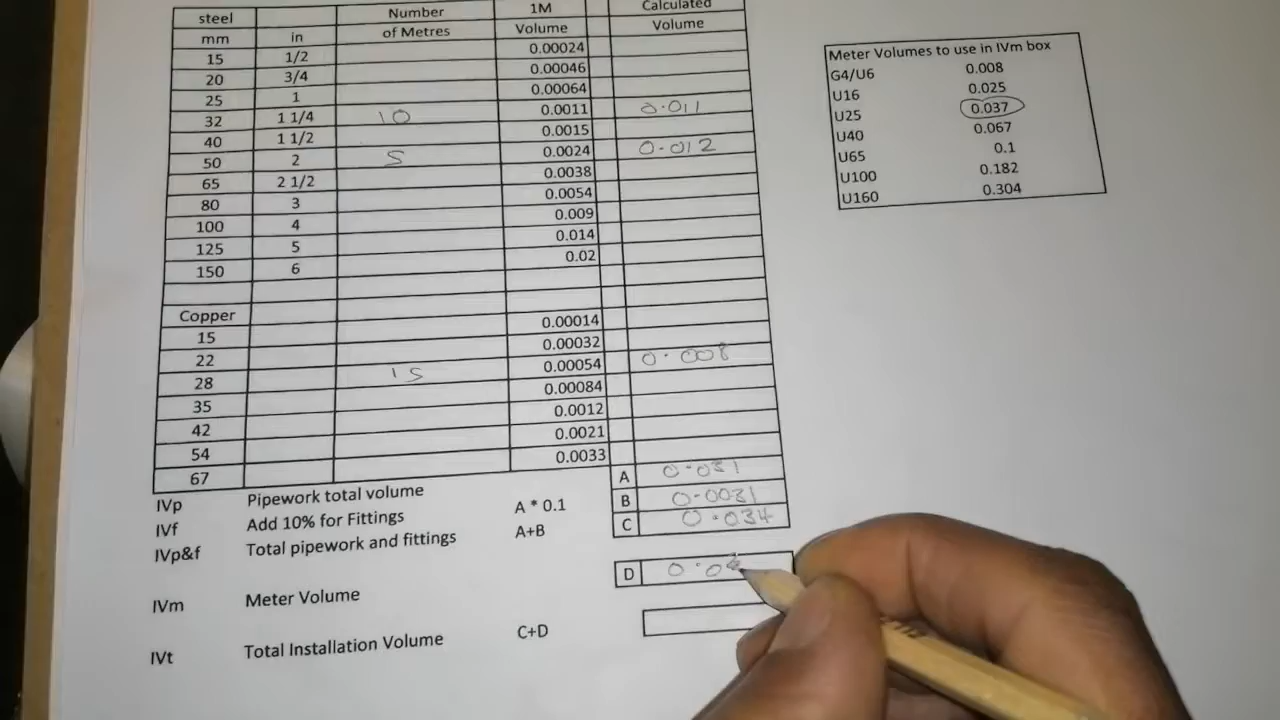 steel Number 1M Calculated
mm in of Metres Volume Volume
15 1/2 0.00024
20 3/4 0.00046
25 1 0.00064
32 1 1/4 10 0.0011 0.011
40 1 1/2 0.0015
50 2 5 0.0024 0.012
65 2 1/2 0.0038
80 3 0.0054
100 4 0.009
125 5 0.014
150 6 0.02
Copper
15 0.00014
22 0.00032
28 15 0.00054 0.008
35 0.00084
42 0.0012
54 0.0021
67 0.0033
IVp Pipework total volume A 0.031
IVf Add 10% for Fittings A * 0.1 B 0.0031
IVp&f Total pipework and fittings A+B C 0.034
IVm Meter Volume D 0.0
IVt Total Installation Volume C+D
Meter Volumes to use in IVm box
G4/U6 0.008
U16 0.025
U25 0.037
U40 0.067
U65 0.1
U100 0.182
U160 0.304